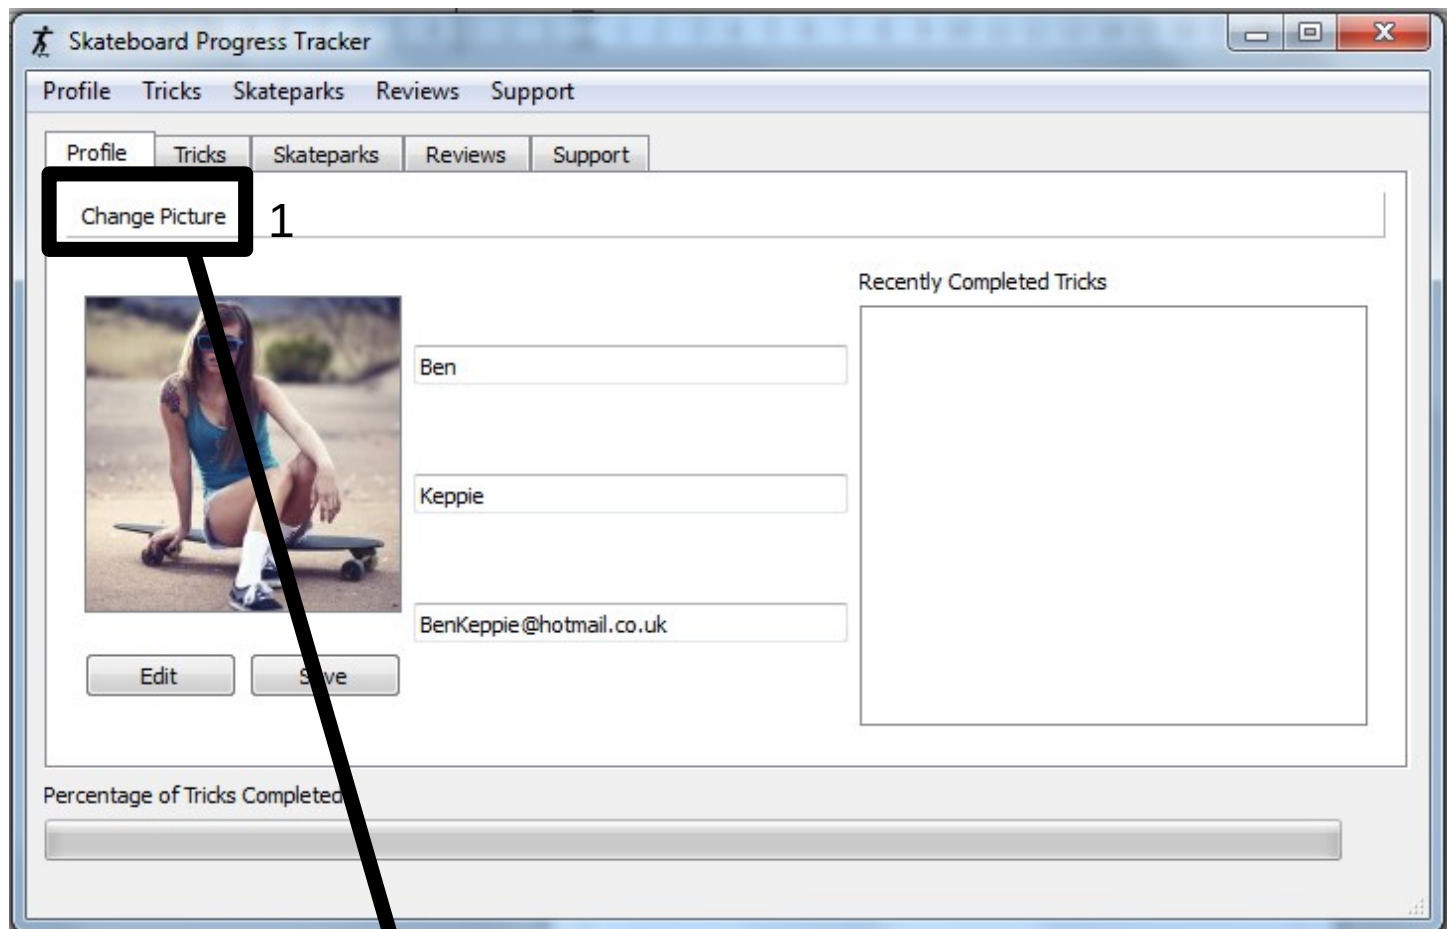 Skateboard Progress Tracker
Profile Tricks Skateparks Reviews Support
Profile Tricks Skateparks Reviews Support
Change Picture 1
Recently Completed Tricks
Ben
Keppie
BenKeppie@hotmail.co.uk
Edit Save
Percentage of Tricks Completed